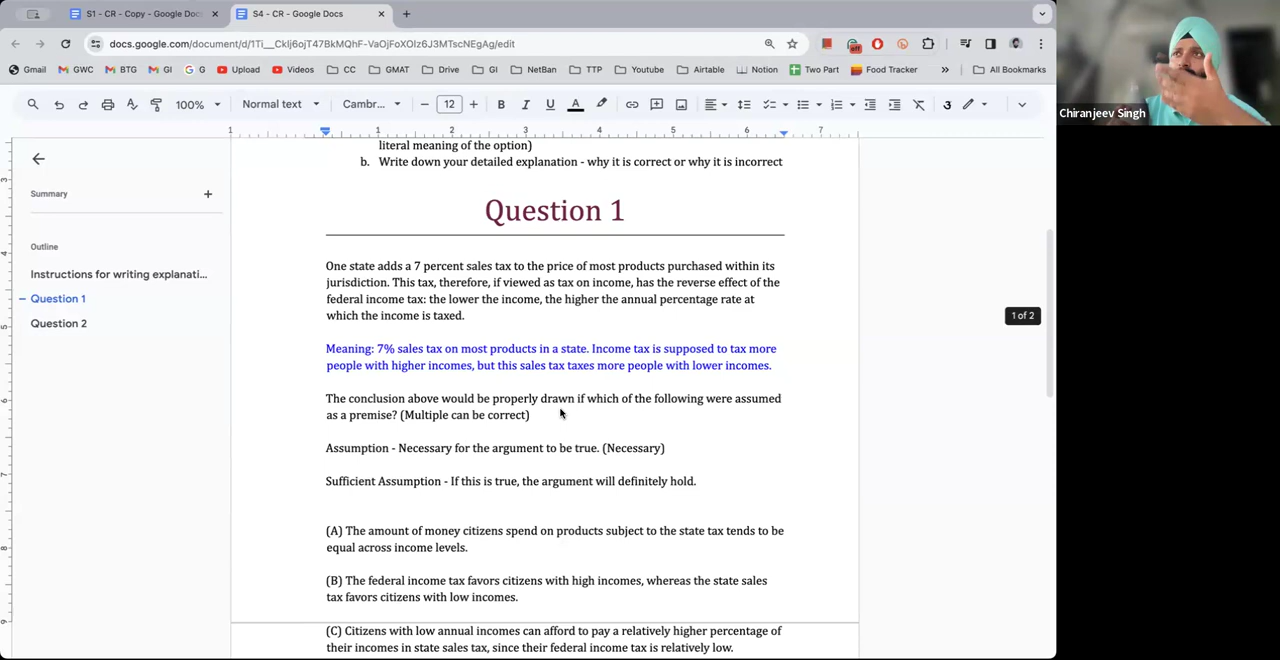 S1 - CR - Copy - Google Doc
S4 - CR - Google Docs
docs.google.com/document/d/1Ti__CkIj6ojT47BkMQhF-VaOjFoXOIz6J3MTscNEgAg/edit
Gmail
GWC
BTG
GI
G
Upload
Videos
CC
GMAT
Drive
GG
NetBan
TTP
Youtube
Airtable
Notion
Two Part
Food Tracker
All Bookmarks
100%
Normal text
Cambr...
12
1 1 2 3 4 5 6 7
Summary
Outline
Instructions for writing explanati...
Question 1
Question 2
literal meaning of the option)
b. Write down your detailed explanation - why it is correct or why it is incorrect
Question 1
One state adds a 7 percent sales tax to the price of most products purchased within its
jurisdiction. This tax, therefore, if viewed as tax on income, has the reverse effect of the
federal income tax: the lower the income, the higher the annual percentage rate at
which the income is taxed.
Meaning: 7% sales tax on most products in a state. Income tax is supposed to tax more
people with higher incomes, but this sales tax taxes more people with lower incomes.
The conclusion above would be properly drawn if which of the following were assumed
as a premise? (Multiple can be correct)
Assumption - Necessary for the argument to be true. (Necessary)
Sufficient Assumption - If this is true, the argument will definitely hold.
(A) The amount of money citizens spend on products subject to the state tax tends to be
equal across income levels.
(B) The federal income tax favors citizens with high incomes, whereas the state sales
tax favors citizens with low incomes.
(C) Citizens with low annual incomes can afford to pay a relatively higher percentage of
their incomes in state sales tax, since their federal income tax is relatively low.
1 of 2
Chiranjeev Singh